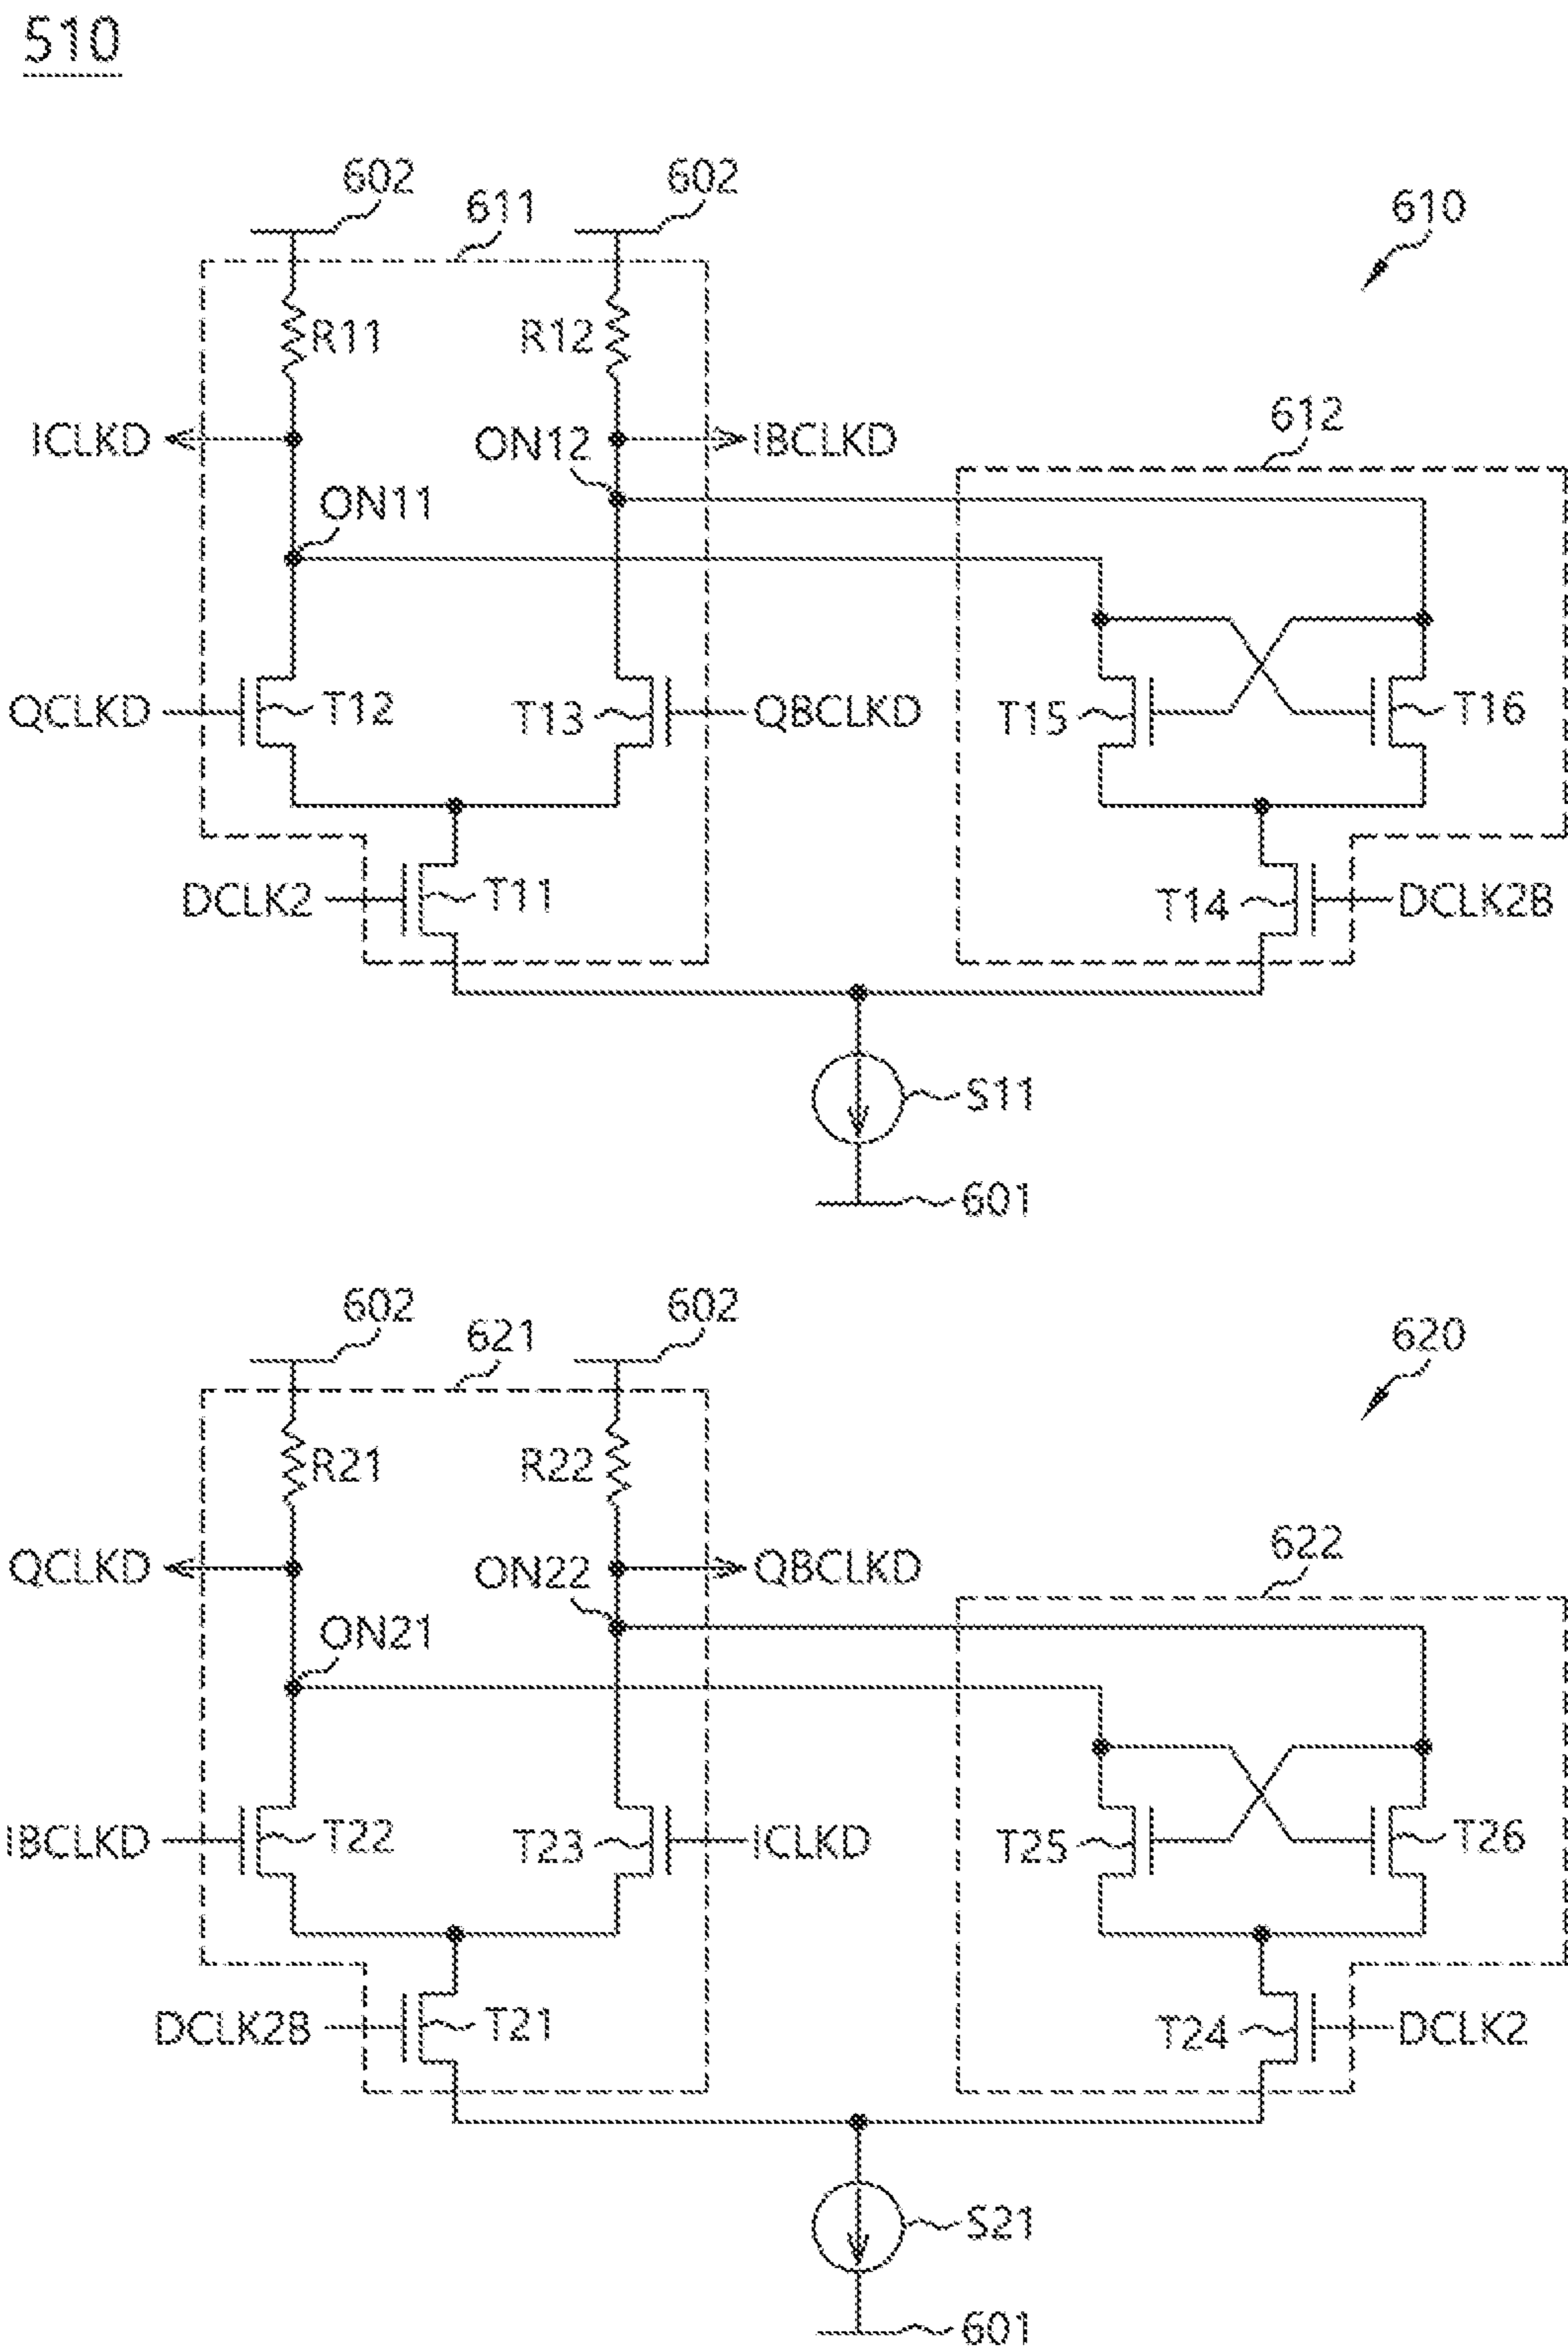 510
602
602
611
610
R11
R12
612
ICLKD
ON12
IBCLKD
ON11
QCLKD
T12
T13
QBCLKD
T15
T16
DCLK2
T11
T14
DCLK2B
S11
601
602
602
621
620
R21
R22
622
QCLKD
ON22
QBCLKD
ON21
IBCLKD
T22
T23
ICLKD
T25
T26
DCLK2B
T21
T24
DCLK2
S21
601